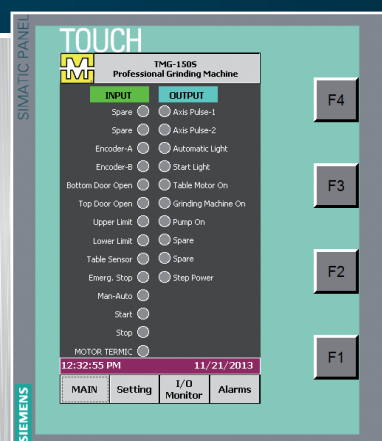 SIMATIC PANEL
TOUCH
TMG-150S
Professional Grinding Machine
INPUT OUTPUT
Spare Axis Pulse-1
Spare Axis Pulse-2
Encoder-A Automatic Light
Encoder-B Start Light
Bottom Door Open Table Motor On
Top Door Open Grinding Machine On
Upper Limit Pump On
Lower Limit Spare
Table Sensor Spare
Emerg. Stop Step Power
Man-Auto
Start
Stop
MOTOR TERMIC
12:32:55 PM 11/21/2013
MAIN Setting I/O Monitor Alarms
F4
F3
F2
F1
SIEMENS